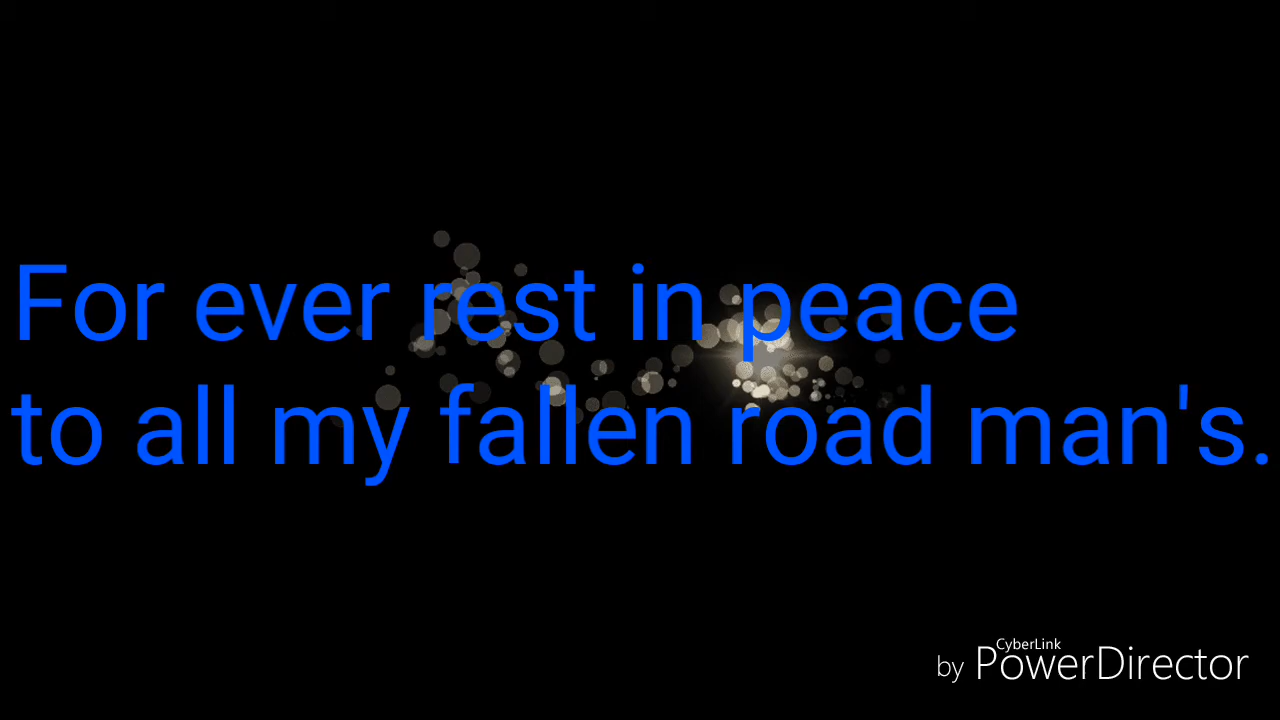 For ever rest in peace
to all my fallen road man's.
CyberLink
by PowerDirector